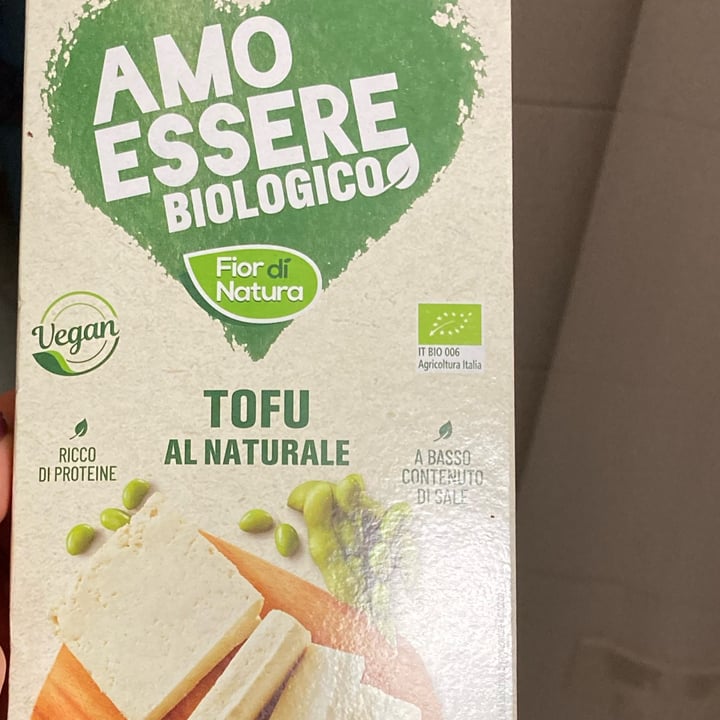 AMO
ESSERE
BIOLOGICO
Fior di
Natura
Vegan
IT BIO 006
Agricoltura Italia
TOFU
AL NATURALE
RICCO
DI PROTEINE
A BASSO
CONTENUTO
DI SALE